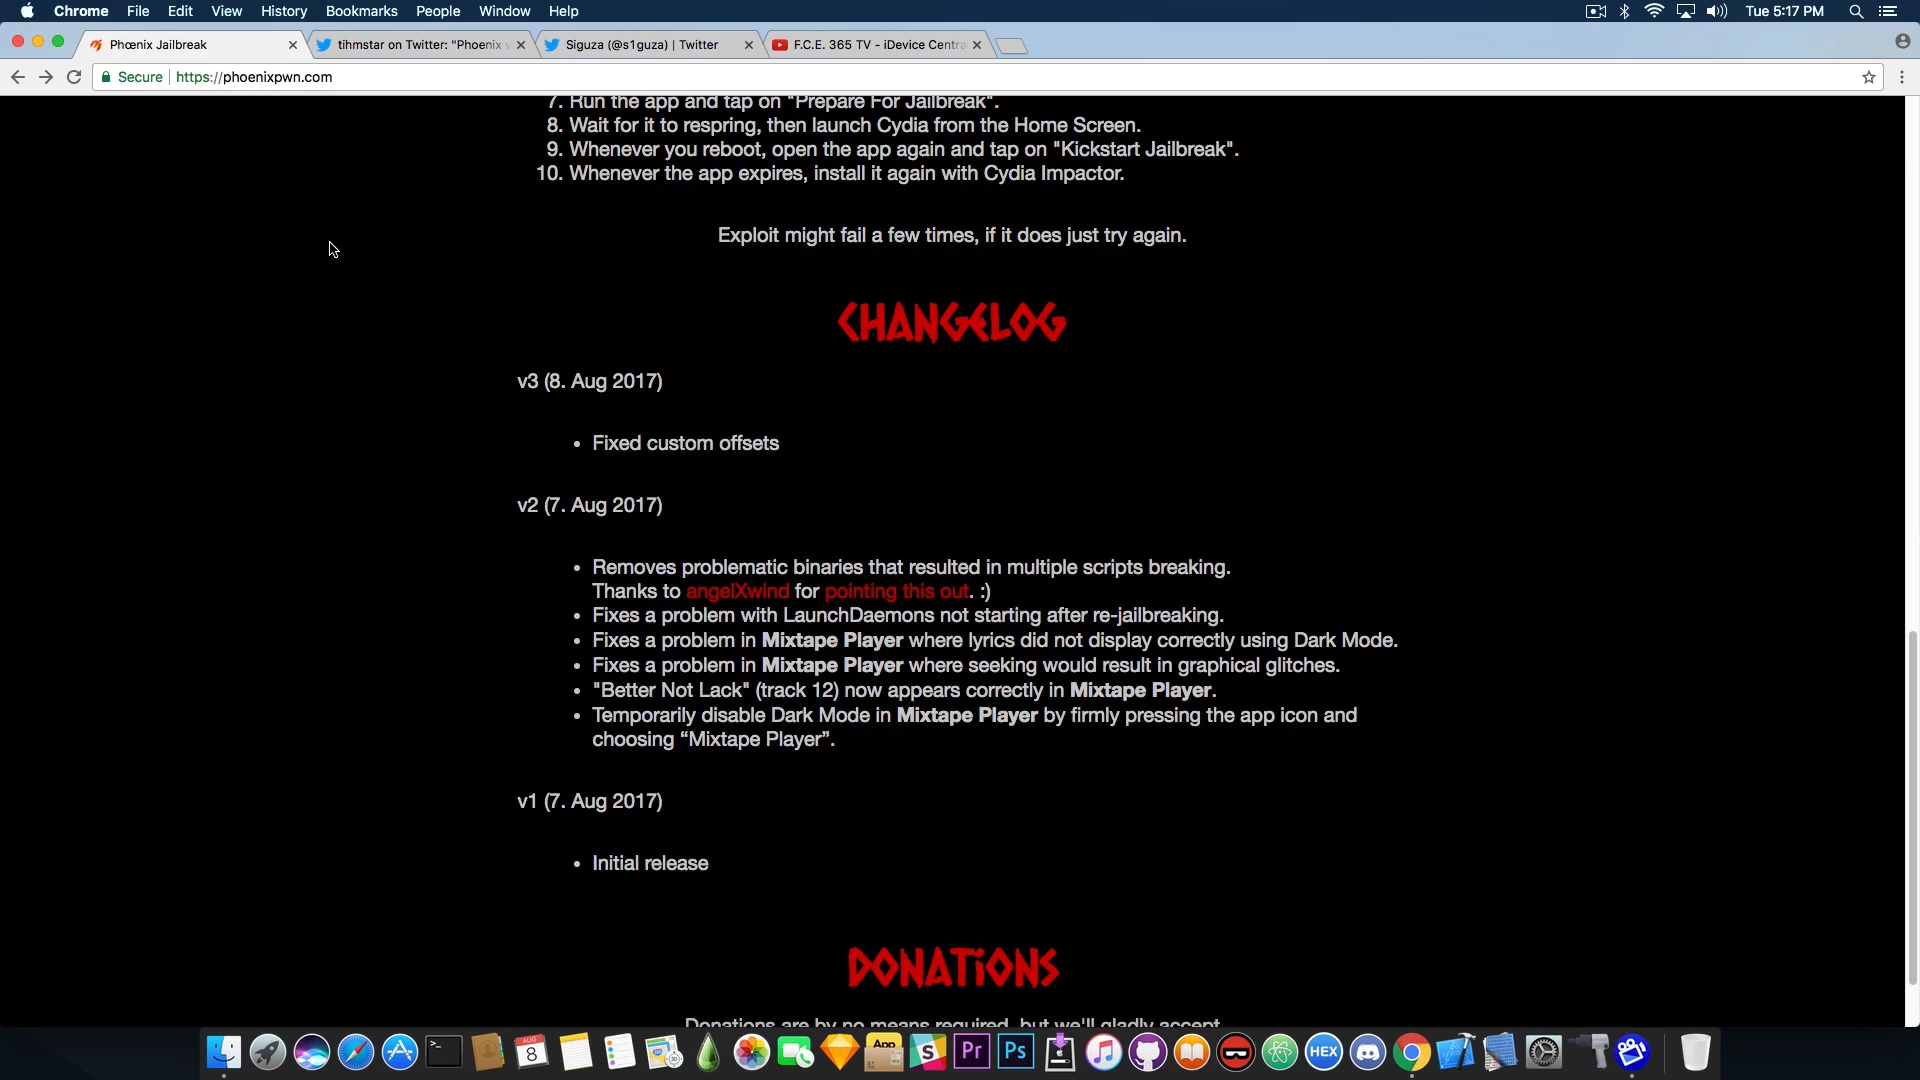 Chrome File Edit View History Bookmarks People Window Help Tue 5:17 PM
Phœnix Jailbreak tihmstar on Twitter: "Phoenix Siguza (@s1guza) | Twitter F.C.E. 365 TV - iDevice Centra
Secure https://phoenixpwn.com
7. Run the app and tap on "Prepare For Jailbreak".
8. Wait for it to respring, then launch Cydia from the Home Screen.
9. Whenever you reboot, open the app again and tap on "Kickstart Jailbreak".
10. Whenever the app expires, install it again with Cydia Impactor.
Exploit might fail a few times, if it does just try again.
CHANGELOG
v3 (8. Aug 2017)
• Fixed custom offsets
v2 (7. Aug 2017)
• Removes problematic binaries that resulted in multiple scripts breaking.
Thanks to angelXwind for pointing this out. :)
• Fixes a problem with LaunchDaemons not starting after re-jailbreaking.
• Fixes a problem in Mixtape Player where lyrics did not display correctly using Dark Mode.
• Fixes a problem in Mixtape Player where seeking would result in graphical glitches.
• "Better Not Lack" (track 12) now appears correctly in Mixtape Player.
• Temporarily disable Dark Mode in Mixtape Player by firmly pressing the app icon and
choosing “Mixtape Player”.
v1 (7. Aug 2017)
• Initial release
DONATiONS
Donations are by no means required, but we'll gladly accept
AUG
8
App
S
Pr
Ps
HEX